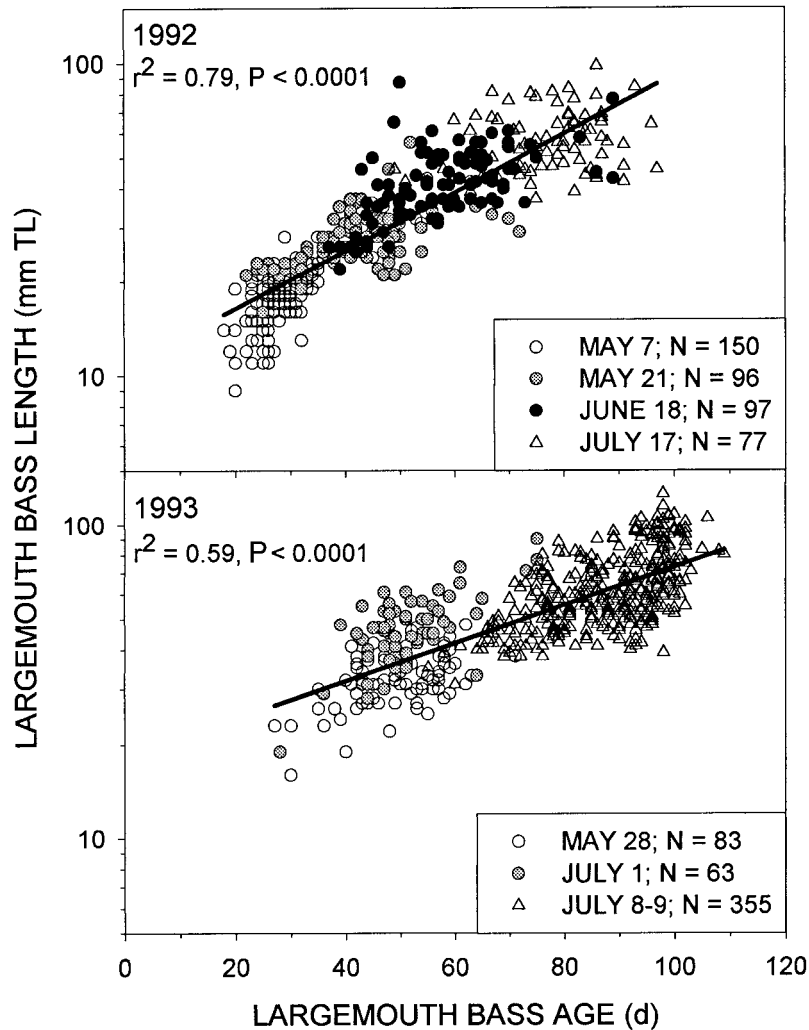 1992
r² = 0.79, P < 0.0001
100
10
MAY 7; N = 150
MAY 21; N = 96
JUNE 18; N = 97
JULY 17; N = 77
1993
r² = 0.59, P < 0.0001
100
10
MAY 28; N = 83
JULY 1; N = 63
JULY 8-9; N = 355
0 20 40 60 80 100 120
LARGEMOUTH BASS AGE (d)
LARGEMOUTH BASS LENGTH (mm TL)